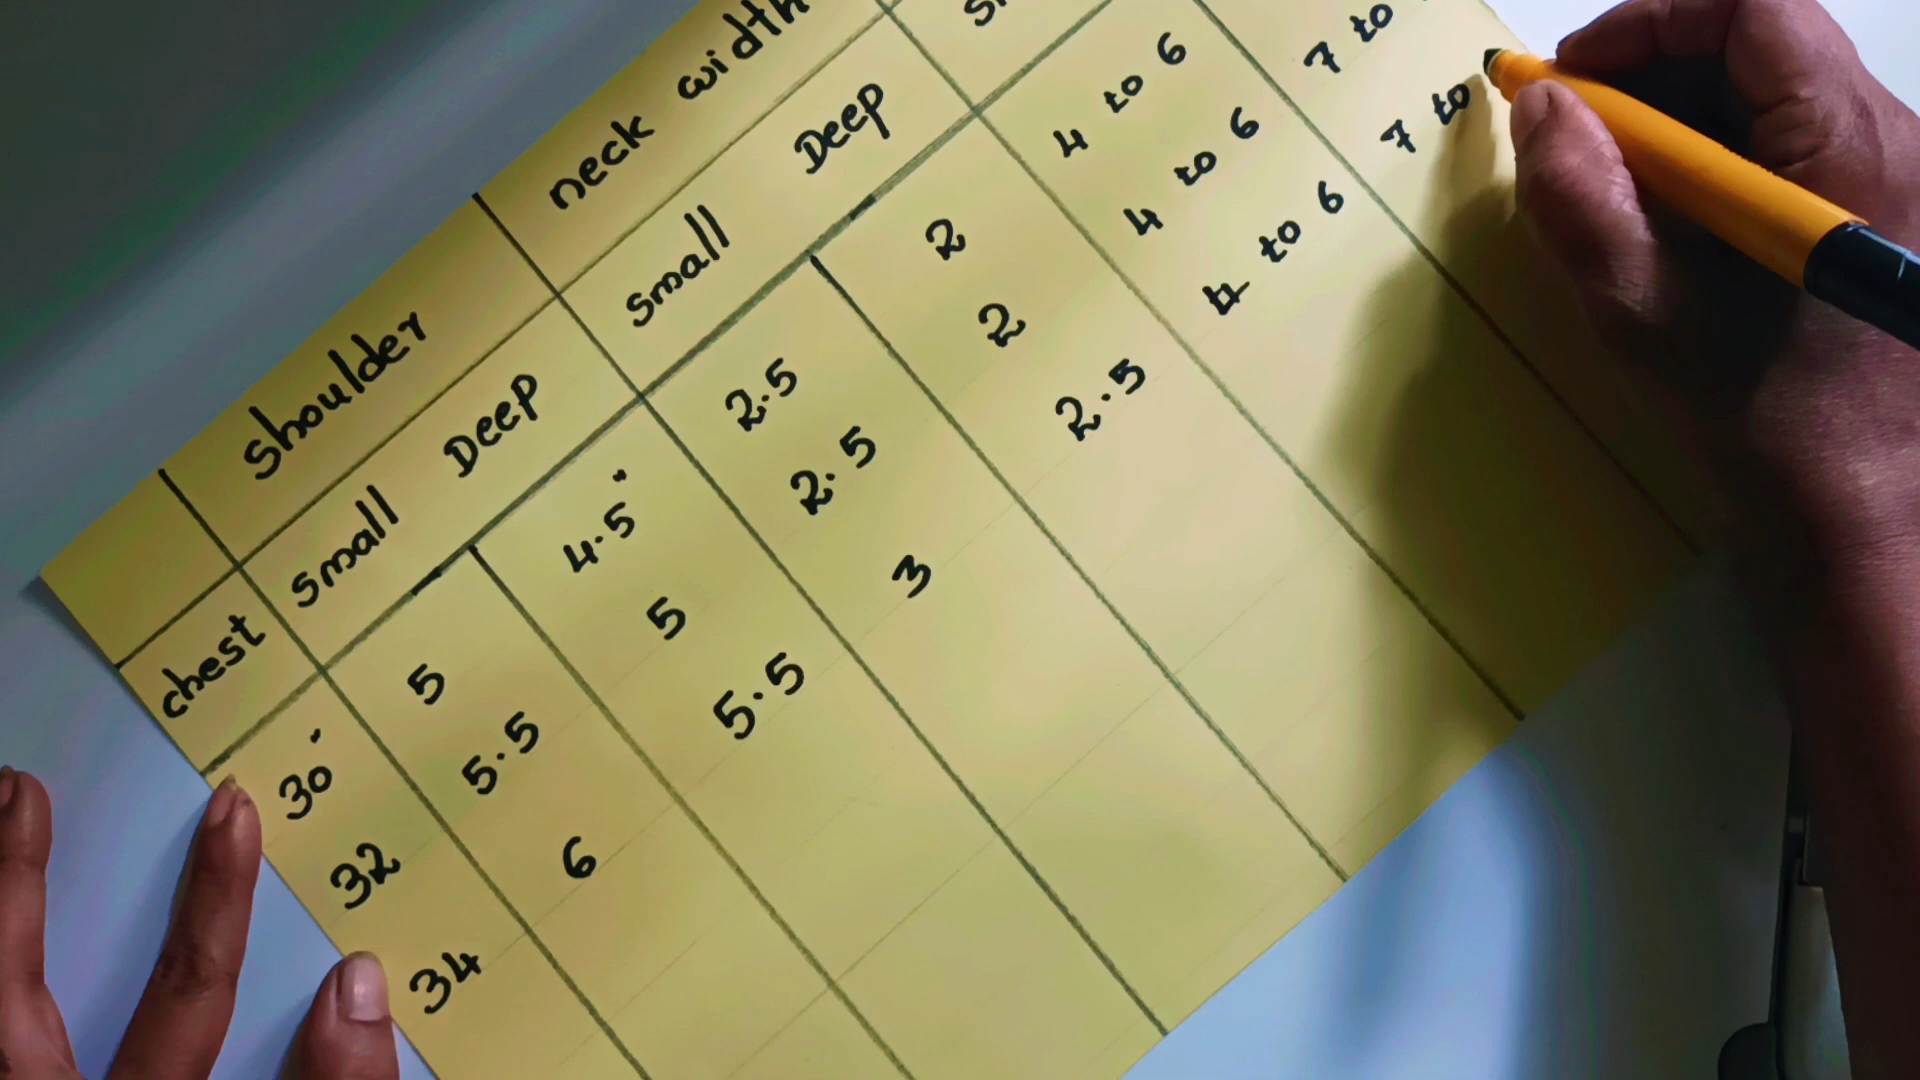 shoulder neck width
chest small Deep small Deep
30" 5 4.5" 2.5 2 4 to 6 7 to
32 5.5 5 2.5 2 4 to 6 7 to
34 6 5.5 3 2.5 4 to 6